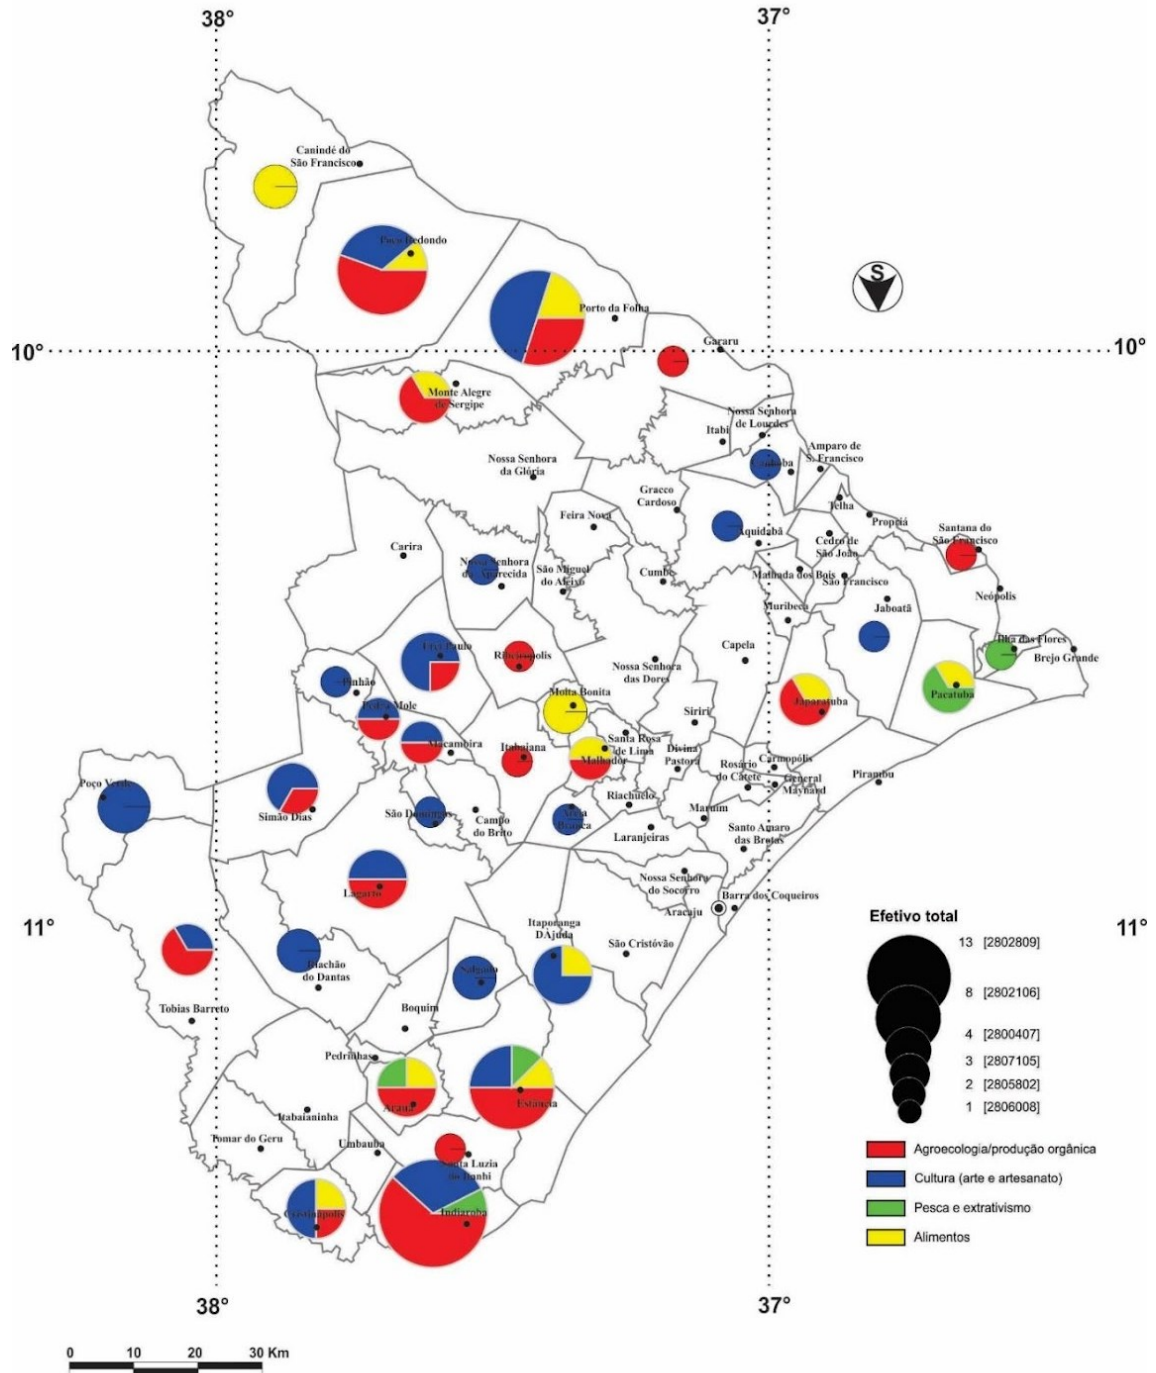 38°
37°
Canindé do
São Francisco
Poço Redondo
S
Porto da Folha
10°
10°
Gararu
Monte Alegre
de Sergipe
Nossa Senhora
de Lourdes
Itabi
Amparo de
S. Francisco
Canhoba
Nossa Senhora
da Glória
Gracco
Cardoso
Telha
Feira Nova
Propriá
Santana do
São Francisco
Aquidabã
Cedro de
São João
Carira
Nossa Senhora
da Aparecida
São Miguel
do Aleixo
Cumbe
Malhada dos Bois
São Francisco
Neópolis
Muribeca
Jaboatã
Ilha das Flores
Brejo Grande
Frei Paulo
Ribeirópolis
Capela
Nossa Senhora
das Dores
Pinhão
Moita Bonita
Pacatuba
Japaratuba
Pedra Mole
Siriri
Macambira
Itabaiana
Santa Rosa
de Lima
Malhador
Divina
Pastora
Carmopólis
Rosário
do Catete
General
Maynard
Pirambu
Poço Verde
Simão Dias
São Domingos
Campo
do Brito
Areia
Branca
Riachuelo
Maruim
Laranjeiras
Santo Amaro
das Brotas
Nossa Senhora
do Socorro
Lagarto
Barra dos Coqueiros
Aracaju
11°
11°
Itaporanga
DAjuda
São Cristóvão
Riachão
do Dantas
Salgado
Tobias Barreto
Boquim
Pedrinhas
Arauá
Estância
Itabaianinha
Tomar do Geru
Umbauba
Santa Luzia
do Itanhi
Cristinápolis
Indiaroba
Efetivo total
13 [2802809]
8 [2802106]
4 [2800407]
3 [2807105]
2 [2805802]
1 [2806008]
Agroecologia/produção orgânica
Cultura (arte e artesanato)
Pesca e extrativismo
Alimentos
38°
37°
0 10 20 30 Km